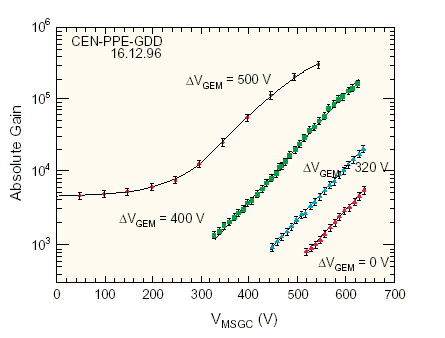 10^6
CEN-PPE-GDD
16.12.96
ΔV_GEM = 500 V
10^5
Absolute Gain
10^4
ΔV_GEM 320 V
ΔV_GEM = 400 V
10^3
ΔV_GEM = 0 V
0 100 200 300 400 500 600 700
V_MSGC (V)